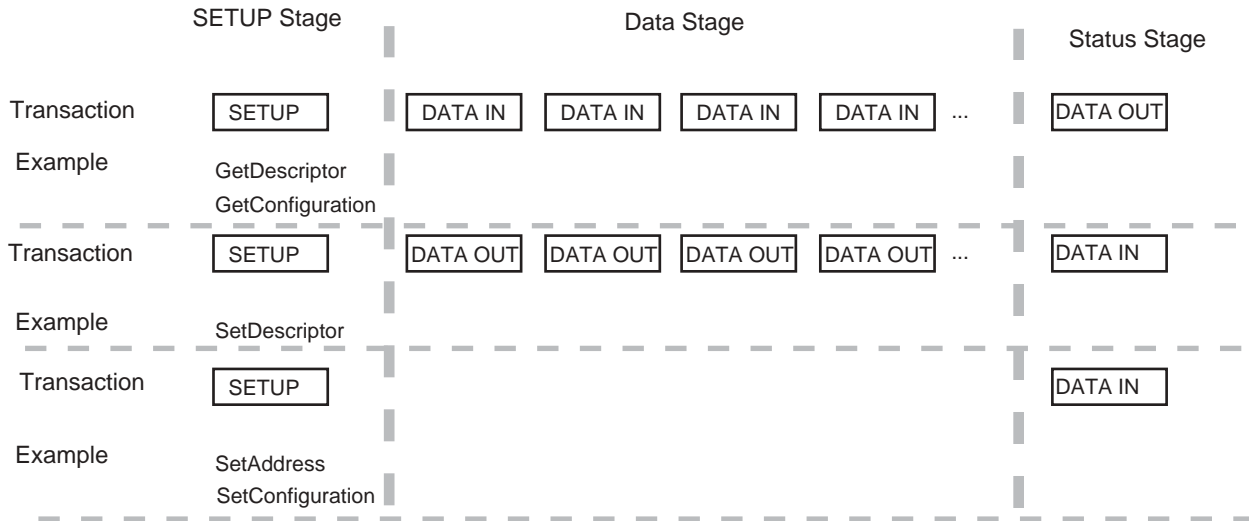 SETUP Stage Data Stage Status Stage
Transaction SETUP DATA IN DATA IN DATA IN DATA IN ... DATA OUT
Example GetDescriptor
GetConfiguration
Transaction SETUP DATA OUT DATA OUT DATA OUT DATA OUT ... DATA IN
Example SetDescriptor
Transaction SETUP DATA IN
Example SetAddress
SetConfiguration